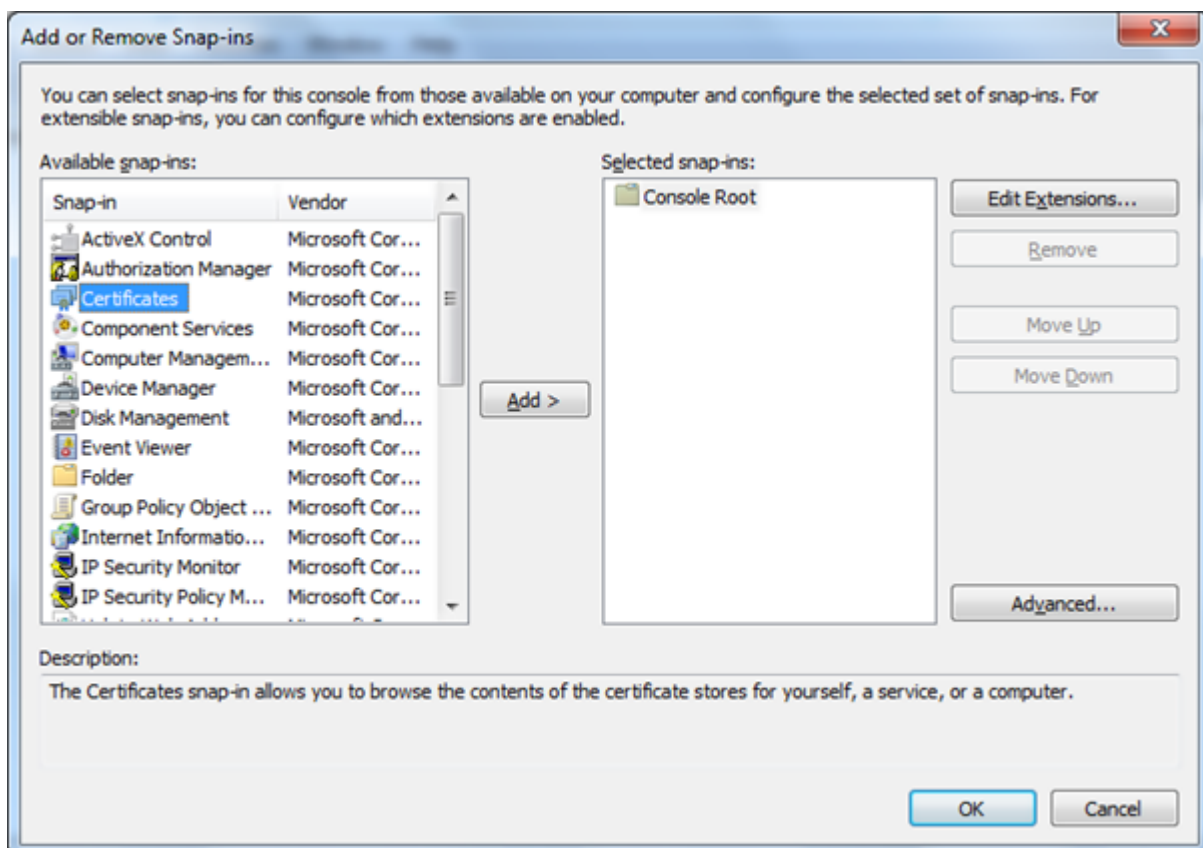 Add or Remove Snap-ins
You can select snap-ins for this console from those available on your computer and configure the selected set of snap-ins. For
extensible snap-ins, you can configure which extensions are enabled.
Available snap-ins:
Snap-in Vendor
ActiveX Control Microsoft Cor...
Authorization Manager Microsoft Cor...
Certificates Microsoft Cor...
Component Services Microsoft Cor...
Computer Managem... Microsoft Cor...
Device Manager Microsoft Cor...
Disk Management Microsoft and...
Event Viewer Microsoft Cor...
Folder Microsoft Cor...
Group Policy Object ... Microsoft Cor...
Internet Informatio... Microsoft Cor...
IP Security Monitor Microsoft Cor...
IP Security Policy M... Microsoft Cor...
Add >
Selected snap-ins:
Console Root
Edit Extensions...
Remove
Move Up
Move Down
Advanced...
Description:
The Certificates snap-in allows you to browse the contents of the certificate stores for yourself, a service, or a computer.
OK
Cancel